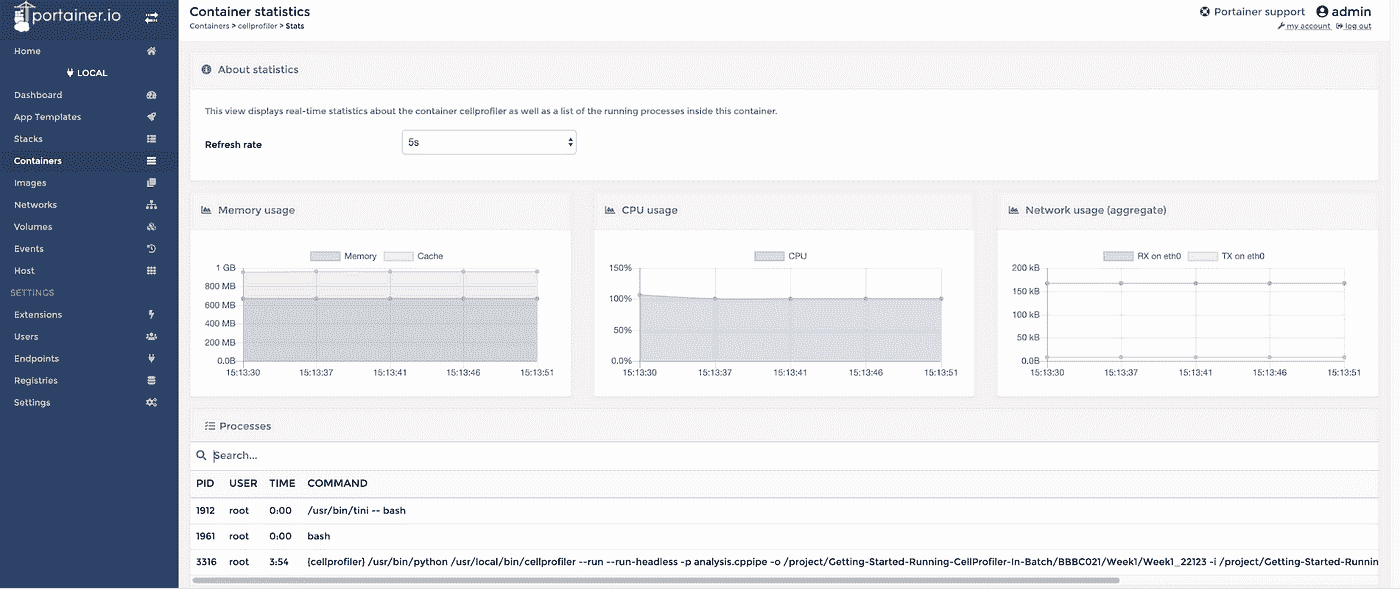 portainer.io
Container statistics
Portainer support admin
Containers > cellprofiler > Stats
my account log out
Home
LOCAL
Dashboard
App Templates
Stacks
Containers
Images
Networks
Volumes
Events
Host
SETTINGS
Extensions
Users
Endpoints
Registries
Settings
About statistics
This view displays real-time statistics about the container cellprofiler as well as a list of the running processes inside this container.
Refresh rate 5s
Memory usage
Memory Cache
1 GB
800 MB
600 MB
400 MB
200 MB
0.0B
15:13:30 15:13:37 15:13:41 15:13:46 15:13:51
CPU usage
CPU
150%
100%
50%
0.0%
15:13:30 15:13:37 15:13:41 15:13:46 15:13:51
Network usage (aggregate)
RX on eth0 TX on eth0
200 kB
150 kB
100 kB
50 kB
0.0B
15:13:30 15:13:37 15:13:41 15:13:46 15:13:51
Processes
Search...
PID USER TIME COMMAND
1912 root 0:00 /usr/bin/tini -- bash
1961 root 0:00 bash
3316 root 3:54 {cellprofiler} /usr/bin/python /usr/local/bin/cellprofiler --run --run-headless -p analysis.cppipe -o /project/Getting-Started-Running-CellProfiler-In-Batch/BBBC021/Week1/Week1_22123 -i /project/Getting-Started-Runnin